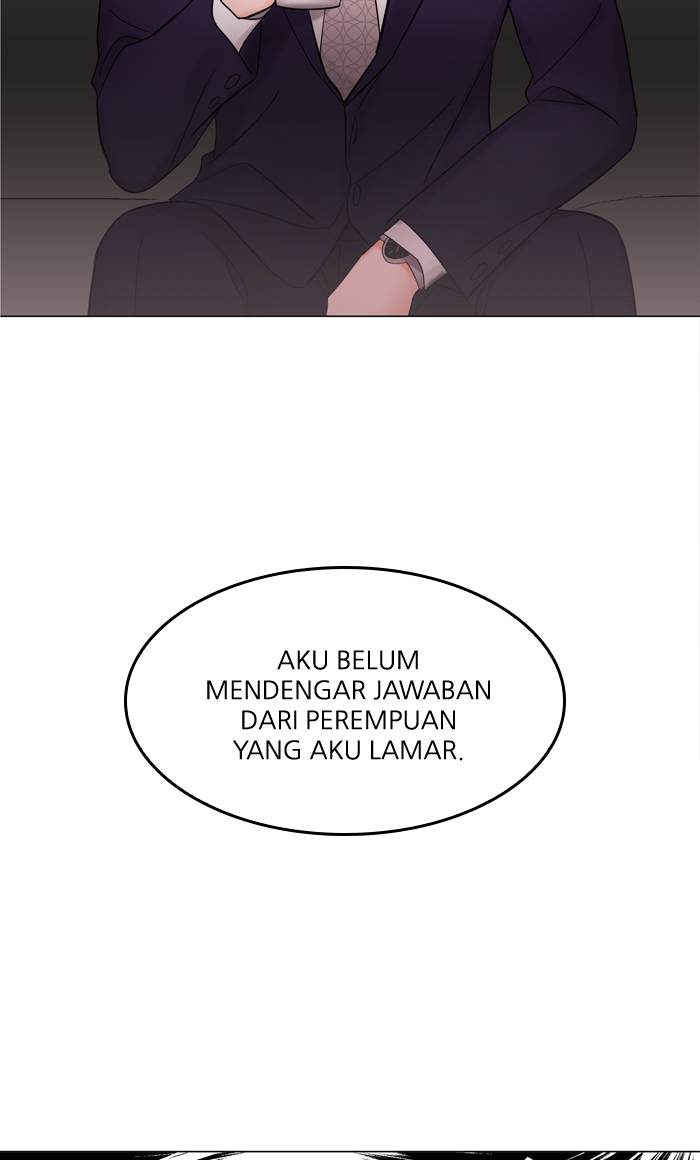 AKU BELUM
MENDENGAR JAWABAN
DARI PEREMPUAN
YANG AKU LAMAR.